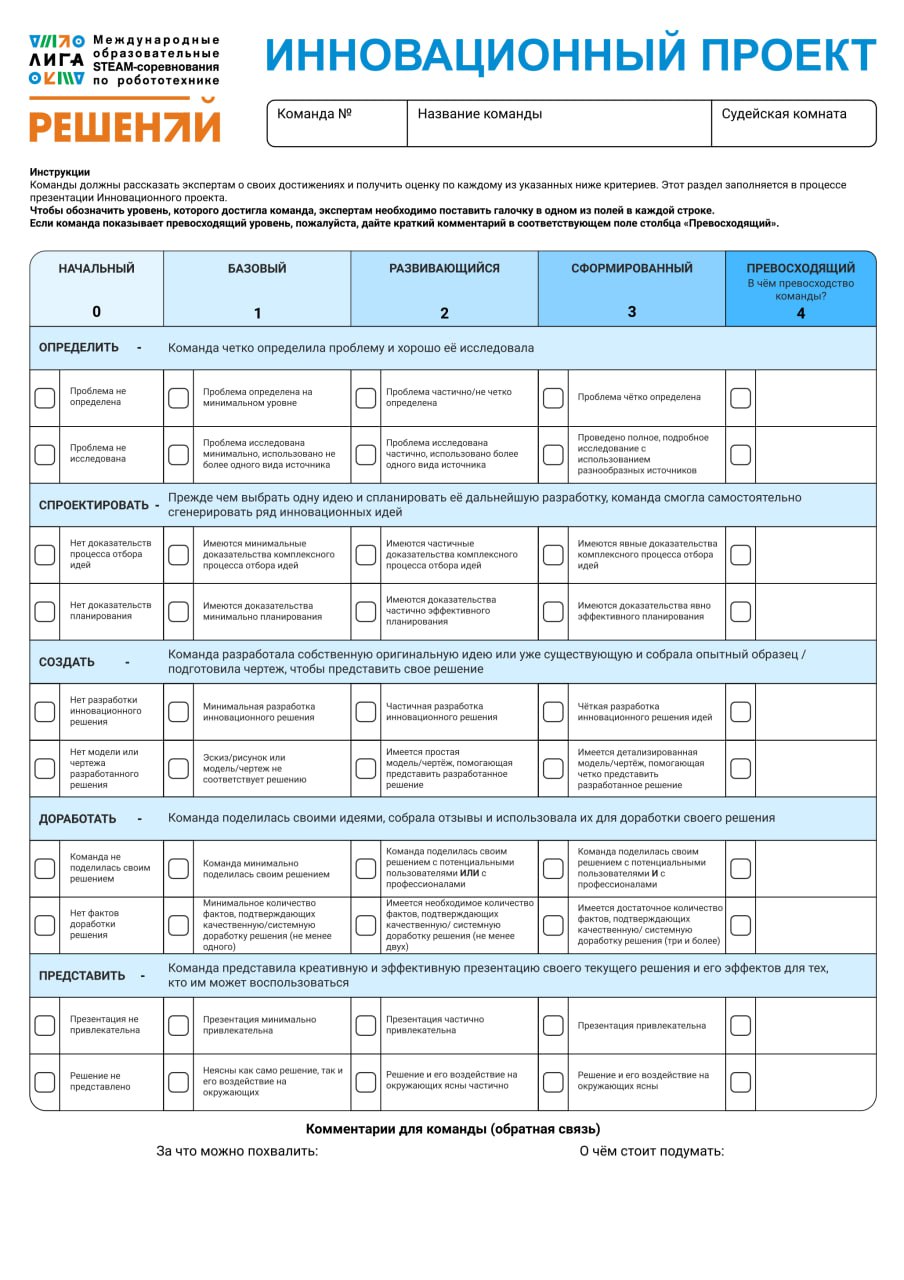 ЛИГА
РЕШЕНИЙ
Международные
образовательные
STEAM-соревнования
по робототехнике
ИННОВАЦИОННЫЙ ПРОЕКТ
Команда №
Название команды
Судейская комната
Инструкции
Команды должны рассказать экспертам о своих достижениях и получить оценку по каждому из указанных ниже критериев. Этот раздел заполняется в процессе
презентации Инновационного проекта.
Чтобы обозначить уровень, которого достигла команда, экспертам необходимо поставить галочку в одном из полей в каждой строке.
Если команда показывает превосходящий уровень, пожалуйста, дайте краткий комментарий в соответствующем поле столбца «Превосходящий».
НАЧАЛЬНЫЙ
0
БАЗОВЫЙ
1
РАЗВИВАЮЩИЙСЯ
2
СФОРМИРОВАННЫЙ
3
ПРЕВОСХОДЯЩИЙ
В чём превосходство
команды?
4
ОПРЕДЕЛИТЬ - Команда четко определила проблему и хорошо её исследовала
Проблема не
определена
Проблема определена на
минимальном уровне
Проблема частично/не четко
определена
Проблема чётко определена
Проблема не
исследована
Проблема исследована
минимально, использовано не
более одного вида источника
Проблема исследована
частично, использовано более
одного вида источника
Проведено полное, подробное
исследование с
использованием
разнообразных источников
СПРОЕКТИРОВАТЬ - Прежде чем выбрать одну идею и спланировать её дальнейшую разработку, команда смогла самостоятельно
сгенерировать ряд инновационных идей
Нет доказательств
процесса отбора
идей
Имеются минимальные
доказательства комплексного
процесса отбора идей
Имеются частичные
доказательства комплексного
процесса отбора идей
Имеются явные доказательства
комплексного процесса отбора
идей
Нет доказательств
планирования
Имеются доказательства
минимально планирования
Имеются доказательства
частично эффективного
планирования
Имеются доказательства явно
эффективного планирования
СОЗДАТЬ - Команда разработала собственную оригинальную идею или уже существующую и собрала опытный образец /
подготовила чертеж, чтобы представить свое решение
Нет разработки
инновационного
решения
Минимальная разработка
инновационного решения
Частичная разработка
инновационного решения
Чёткая разработка
инновационного решения идей
Нет модели или
чертежа
разработанного
решения
Эскиз/рисунок или
модель/чертеж не
соответствует решению
Имеется простая
модель/чертёж, помогающая
представить разработанное
решение
Имеется детализированная
модель/чертёж, помогающая
четко представить
разработанное решение
ДОРАБОТАТЬ - Команда поделилась своими идеями, собрала отзывы и использовала их для доработки своего решения
Команда не
поделилась своим
решением
Команда минимально
поделилась своим решением
Команда поделилась своим
решением с потенциальными
пользователями ИЛИ с
профессионалами
Команда поделилась своим
решением с потенциальными
пользователями И с
профессионалами
Нет фактов
доработки
решения
Минимальное количество
фактов, подтверждающих
качественную/системную
доработку решения (не менее
одного)
Имеется необходимое количество
фактов, подтверждающих
качественную/ системную
доработку решения (не менее
двух)
Имеется достаточное количество
фактов, подтверждающих
качественную/ системную
доработку решения (три и более)
ПРЕДСТАВИТЬ - Команда представила креативную и эффективную презентацию своего текущего решения и его эффектов для тех,
кто им может воспользоваться
Презентация не
привлекательна
Презентация минимально
привлекательна
Презентация частично
привлекательна
Презентация привлекательна
Решение не
представлено
Неясны как само решение, так и
его воздействие на
окружающих
Решение и его воздействие на
окружающих ясны частично
Решение и его воздействие на
окружающих ясны
Комментарии для команды (обратная связь)
За что можно похвалить:
О чём стоит подумать: